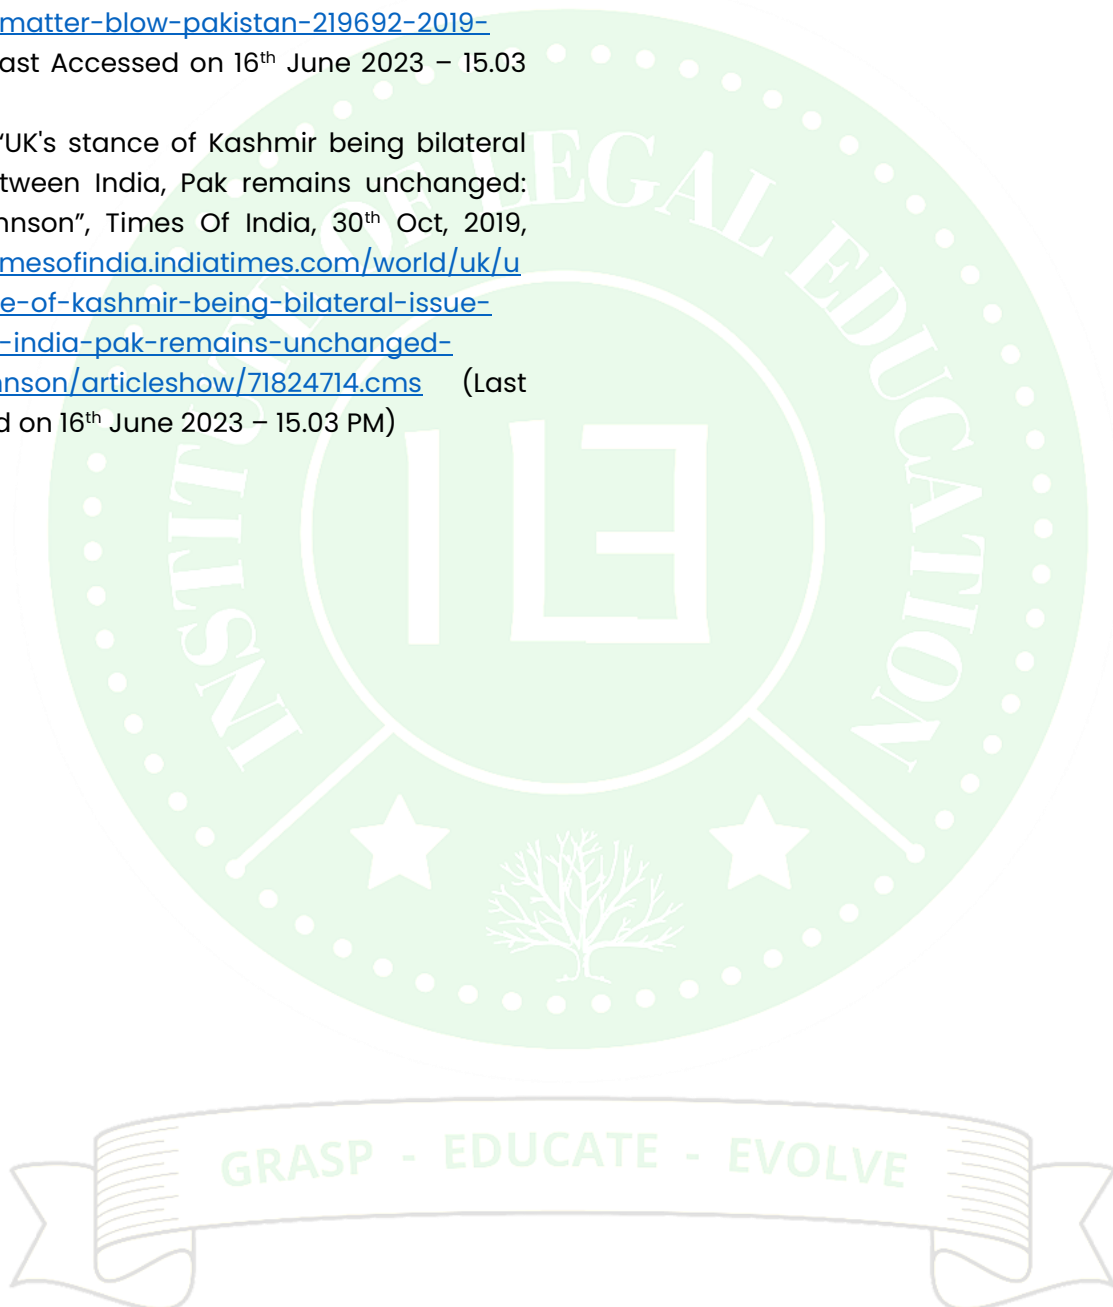 matter-blow-pakistan-219692-2019-
ast Accessed on 16th June 2023 – 15.03
"UK's stance of Kashmir being bilateral
tween India, Pak remains unchanged:
nson", Times Of India, 30th Oct, 2019,
mesofindia.indiatimes.com/world/uk/u
e-of-kashmir-being-bilateral-issue-
-india-pak-remains-unchanged-
nson/articleshow/71824714.cms (Last
d on 16th June 2023 – 15.03 PM)
INSTITUTE OF LEGAL EDUCATION
ILE
GRASP - EDUCATE - EVOLVE